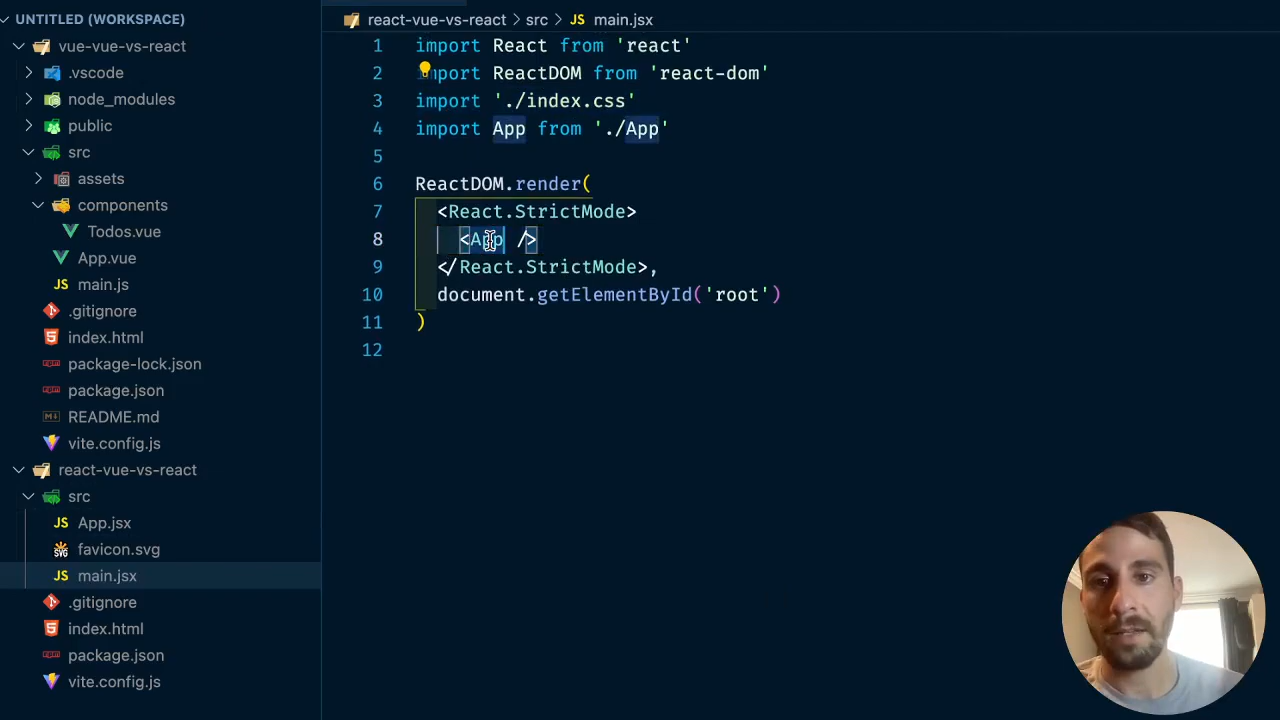 UNTITLED (WORKSPACE)
vue-vue-vs-react
.vscode
node_modules
public
src
assets
components
Todos.vue
App.vue
main.js
.gitignore
index.html
package-lock.json
package.json
README.md
vite.config.js
react-vue-vs-react
src
App.jsx
favicon.svg
main.jsx
.gitignore
index.html
package.json
vite.config.js
react-vue-vs-react > src > JS main.jsx
1 import React from 'react'
2 import ReactDOM from 'react-dom'
3 import './index.css'
4 import App from './App'
5
6 ReactDOM.render(
7 <React.StrictMode>
8 <App />
9 </React.StrictMode>,
10 document.getElementById('root')
11 )
12